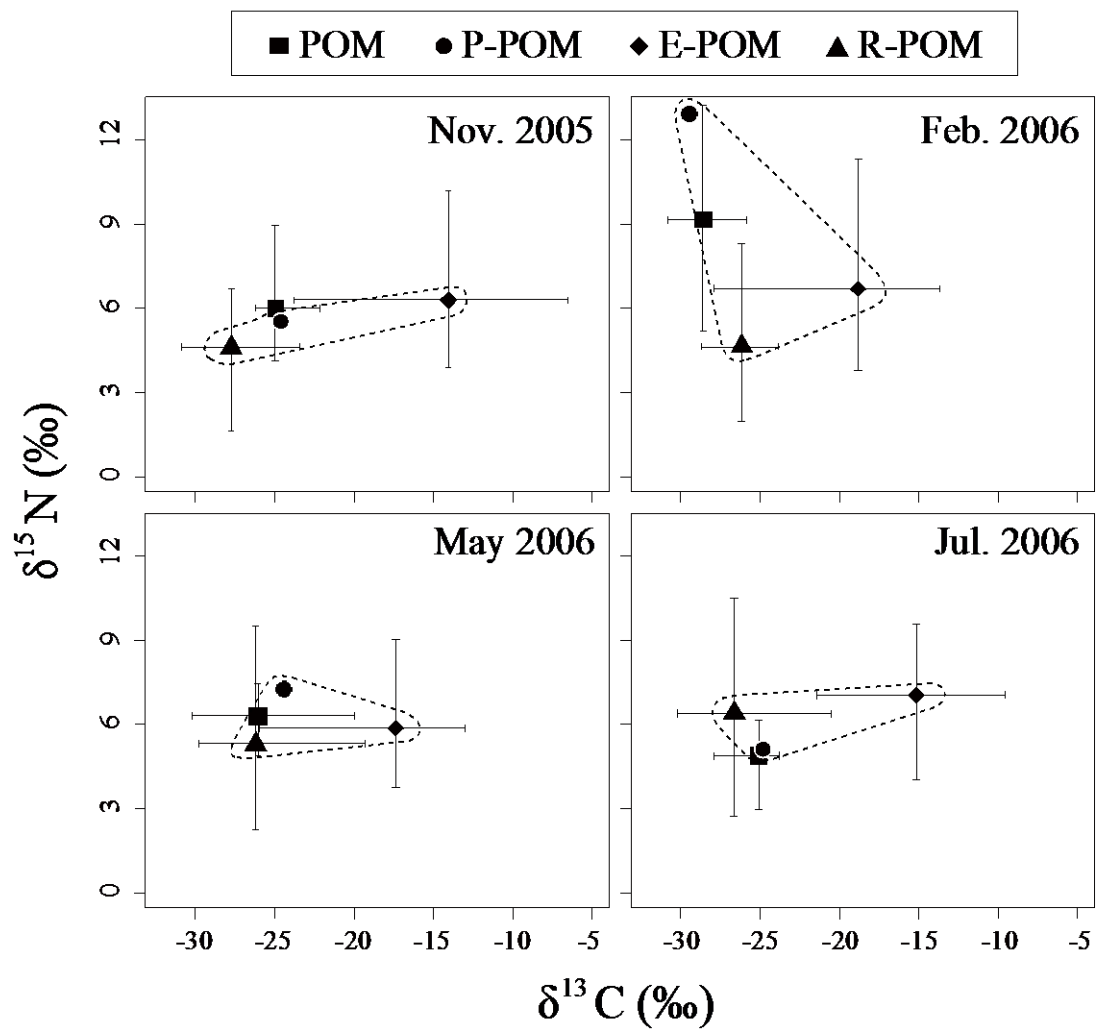 POM P-POM E-POM R-POM
Nov. 2005 Feb. 2006
12
9
6
3
0
May 2006 Jul. 2006
12
9
6
3
0
δ¹⁵N (‰)
-30 -25 -20 -15 -10 -5 -30 -25 -20 -15 -10 -5
δ¹³C (‰)